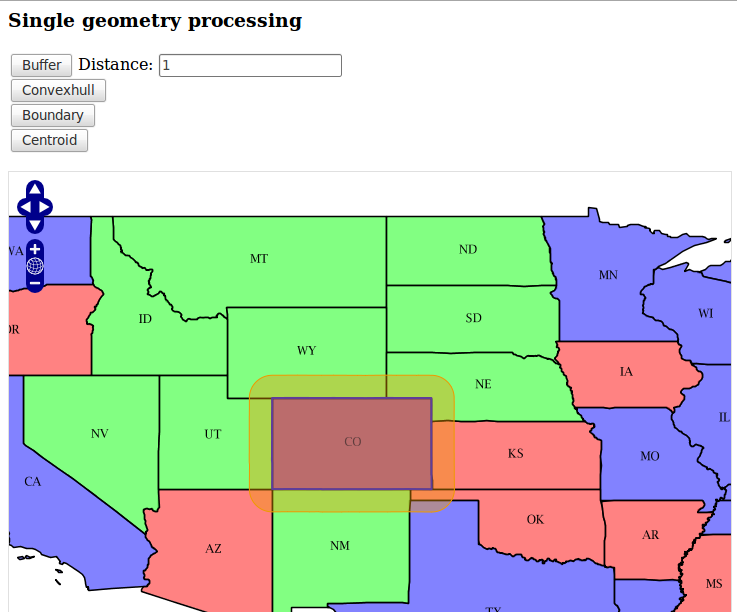 Single geometry processing
Buffer Distance: 1
Convexhull
Boundary
Centroid
WA
MT
ND
MN
OR
ID
SD
WI
WY
NE
IA
NV
UT
CO
KS
MO
IL
CA
AZ
NM
OK
AR
MS
TX